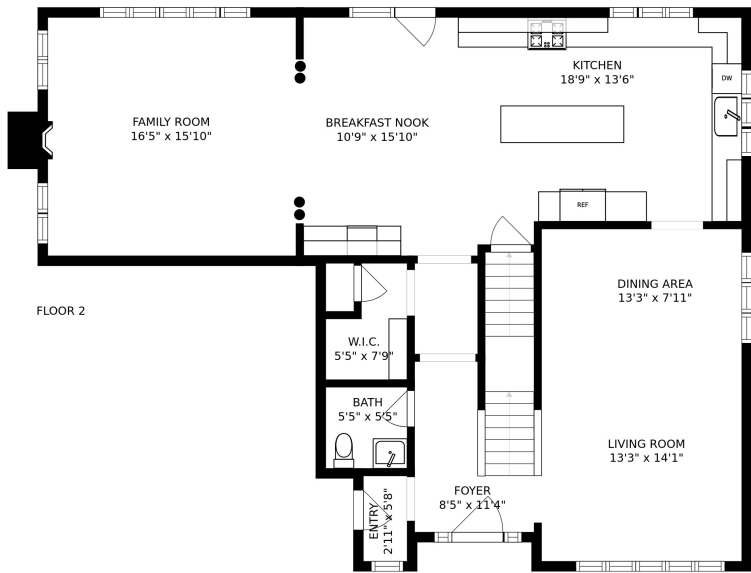 FAMILY ROOM
16'5" x 15'10"
BREAKFAST NOOK
10'9" x 15'10"
KITCHEN
18'9" x 13'6"
DW
REF
FLOOR 2
DINING AREA
13'3" x 7'11"
W.I.C.
5'5" x 7'9"
BATH
5'5" x 5'5"
LIVING ROOM
13'3" x 14'1"
FOYER
8'5" x 11'4"
ENTRY
2'11" x 5'8"